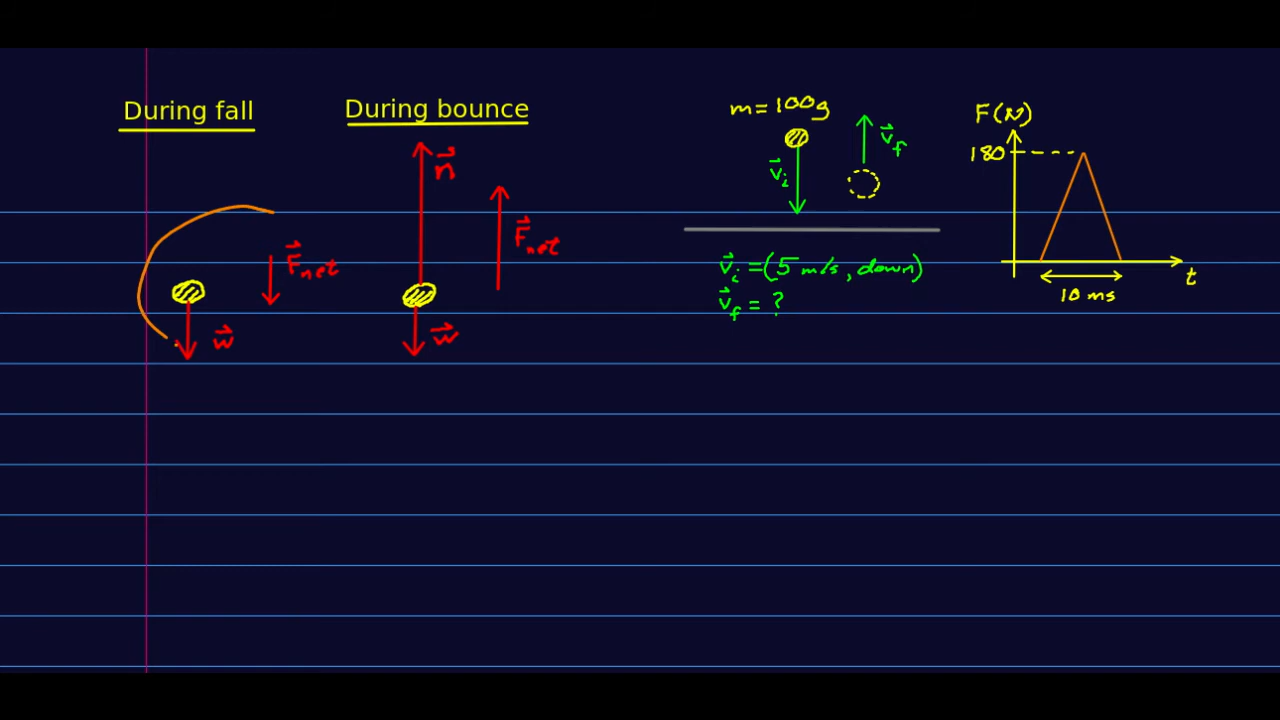 During fall
During bounce
n⃗
F⃗net
F⃗net
w⃗
w⃗
m = 100g
v⃗i
v⃗f
v⃗i = (5 m/s, down)
v⃗f = ?
F(N)
180
10 ms
t